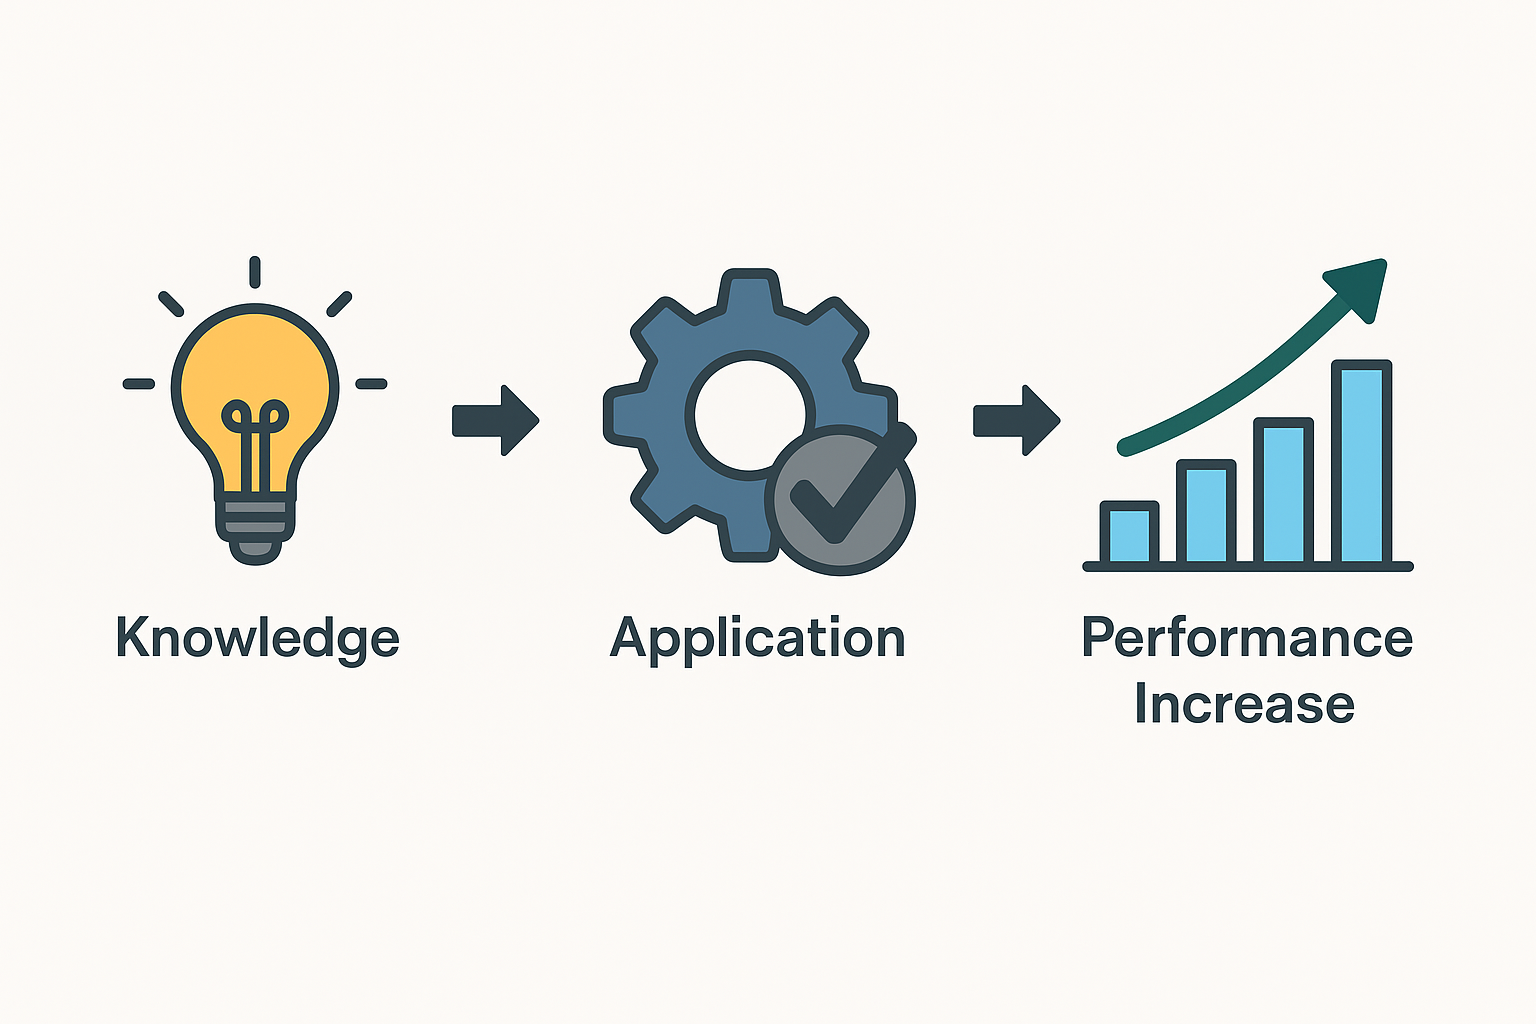 Knowledge
Application
Performance
Increase